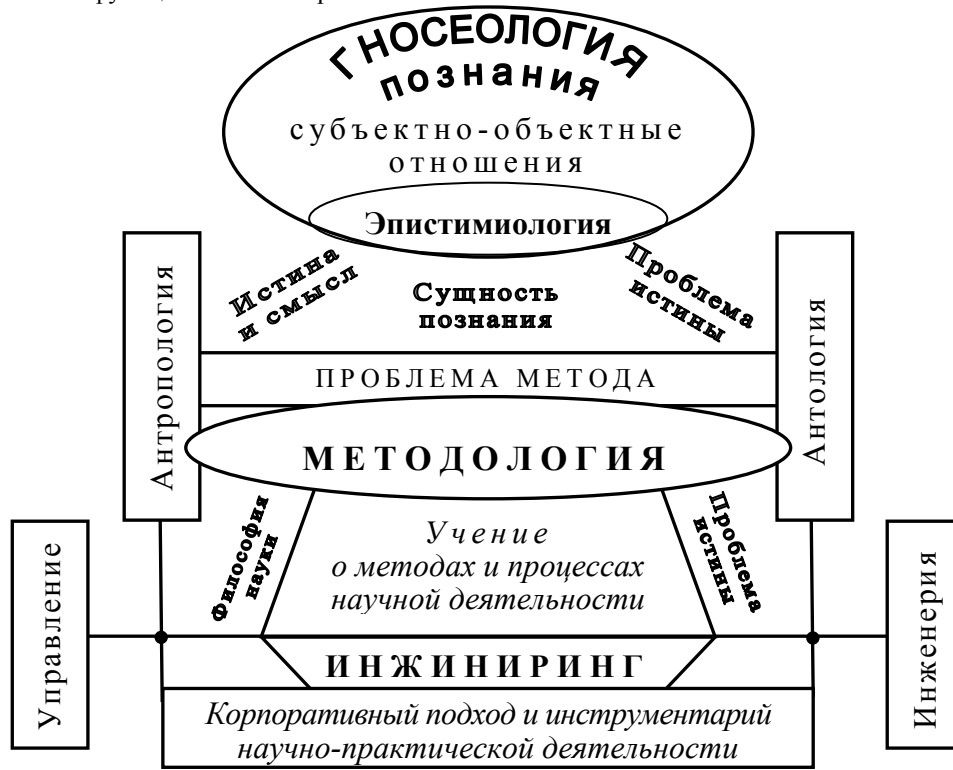 ГНОСЕОЛОГИЯ
познания
субъектно-объектные
отношения
Эпистимиология
Истина
и смысл
Сущность
познания
Проблема
истины
Антропология
Антология
ПРОБЛЕМА МЕТОДА
МЕТОДОЛОГИЯ
Философия
науки
Учение
о методах и процессах
научной деятельности
Проблема
истины
Управление
Инженерия
ИНЖИНИРИНГ
Корпоративный подход и инструментарий
научно-практической деятельности